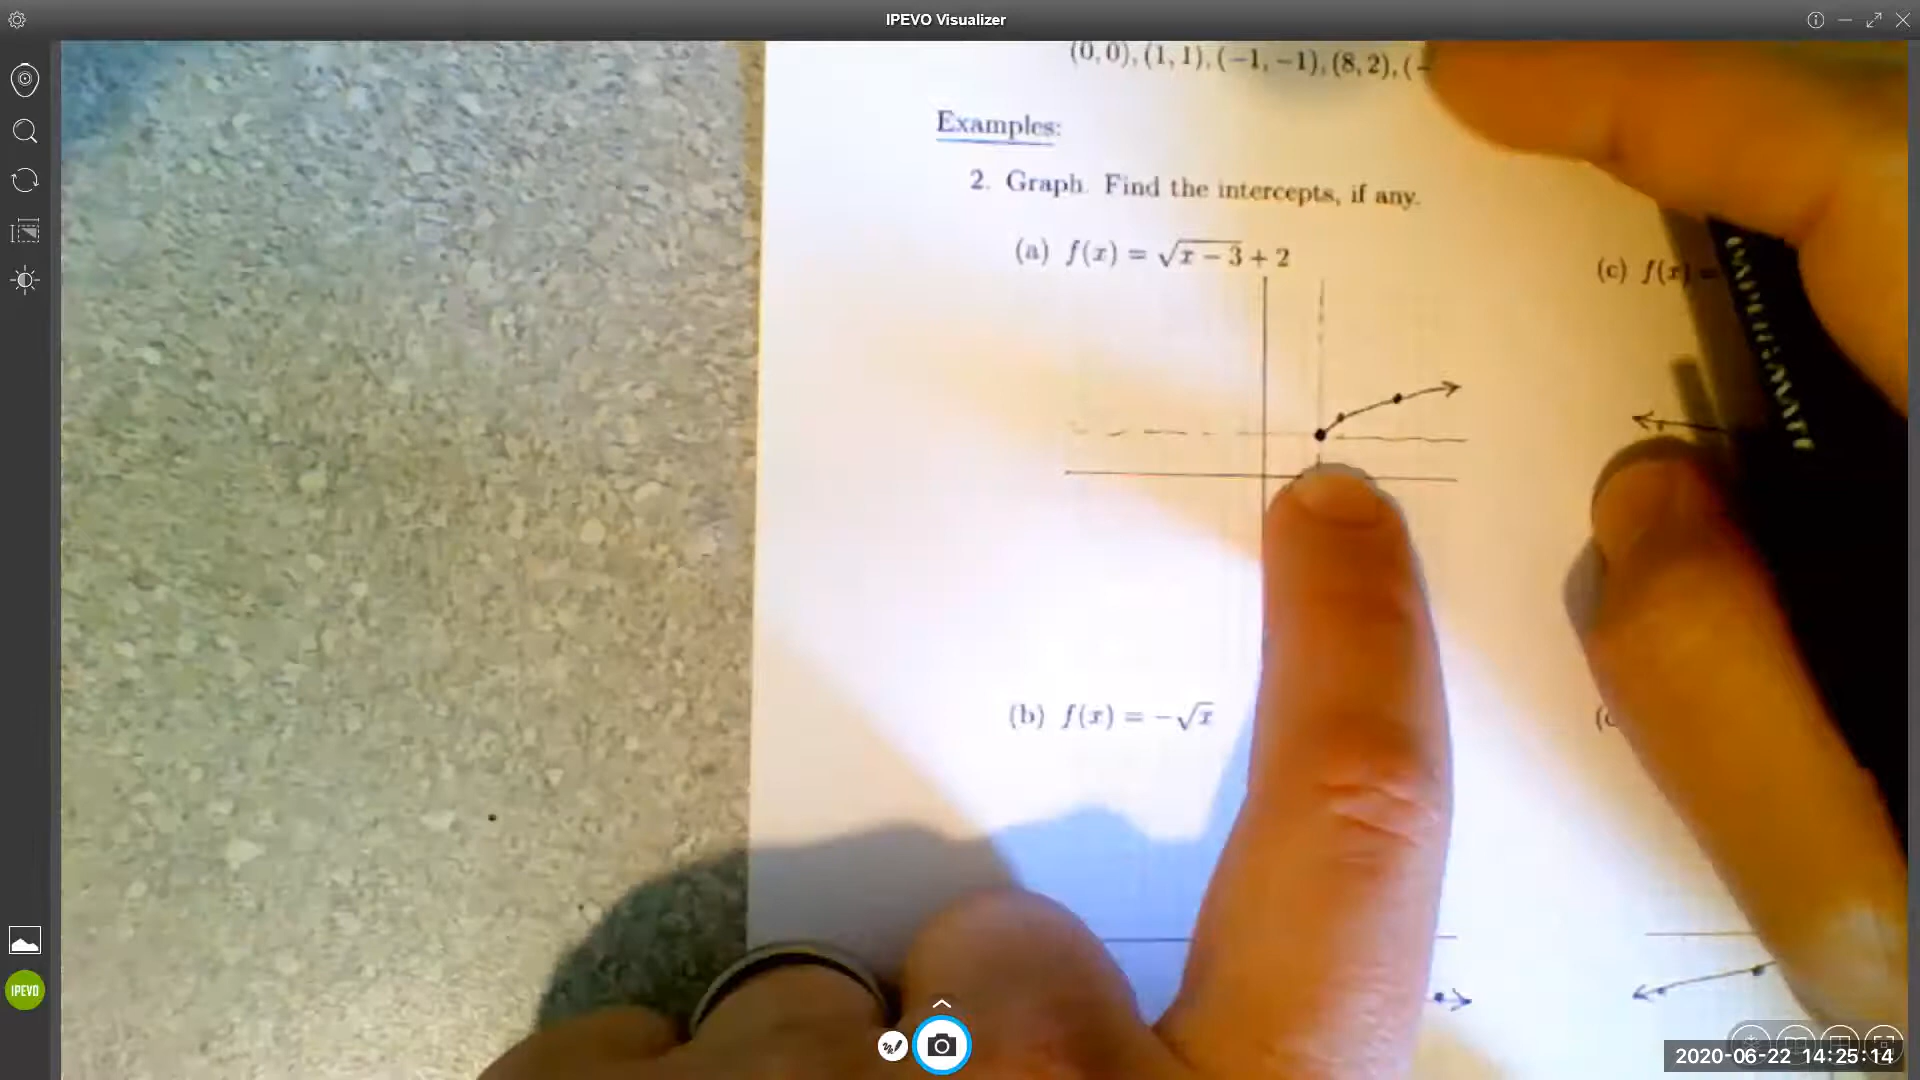 IPEVO Visualizer
(0, 0), (1, 1), (−1, −1), (8, 2), (−
Examples:
2. Graph. Find the intercepts, if any.
(a) f(x) = √(x − 3) + 2
(c) f(x) =
(b) f(x) = −√x
IPEVO
2020-06-22 14:25:14